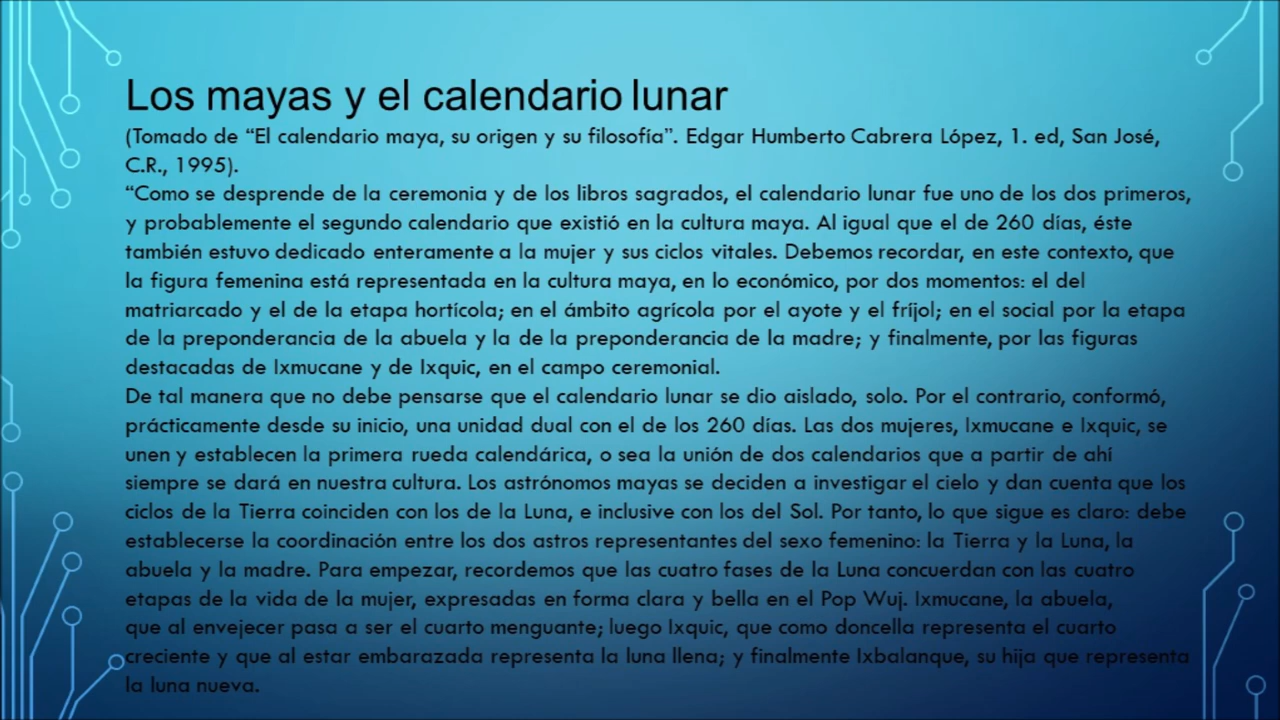 Los mayas y el calendario lunar
(Tomado de “El calendario maya, su origen y su filosofía”. Edgar Humberto Cabrera López, 1. ed, San José,
C.R., 1995).
“Como se desprende de la ceremonia y de los libros sagrados, el calendario lunar fue uno de los dos primeros,
y probablemente el segundo calendario que existió en la cultura maya. Al igual que el de 260 días, éste
también estuvo dedicado enteramente a la mujer y sus ciclos vitales. Debemos recordar, en este contexto, que
la figura femenina está representada en la cultura maya, en lo económico, por dos momentos: el del
matriarcado y el de la etapa hortícola; en el ámbito agrícola por el ayote y el fríjol; en el social por la etapa
de la preponderancia de la abuela y la de la preponderancia de la madre; y finalmente, por las figuras
destacadas de Ixmucane y de Ixquic, en el campo ceremonial.
De tal manera que no debe pensarse que el calendario lunar se dio aislado, solo. Por el contrario, conformó,
prácticamente desde su inicio, una unidad dual con el de los 260 días. Las dos mujeres, Ixmucane e Ixquic, se
unen y establecen la primera rueda calendárica, o sea la unión de dos calendarios que a partir de ahí
siempre se dará en nuestra cultura. Los astrónomos mayas se deciden a investigar el cielo y dan cuenta que los
ciclos de la Tierra coinciden con los de la Luna, e inclusive con los del Sol. Por tanto, lo que sigue es claro: debe
establecerse la coordinación entre los dos astros representantes del sexo femenino: la Tierra y la Luna, la
abuela y la madre. Para empezar, recordemos que las cuatro fases de la Luna concuerdan con las cuatro
etapas de la vida de la mujer, expresadas en forma clara y bella en el Pop Wuj. Ixmucane, la abuela,
que al envejecer pasa a ser el cuarto menguante; luego Ixquic, que como doncella representa el cuarto
creciente y que al estar embarazada representa la luna llena; y finalmente Ixbalanque, su hija que representa
la luna nueva.